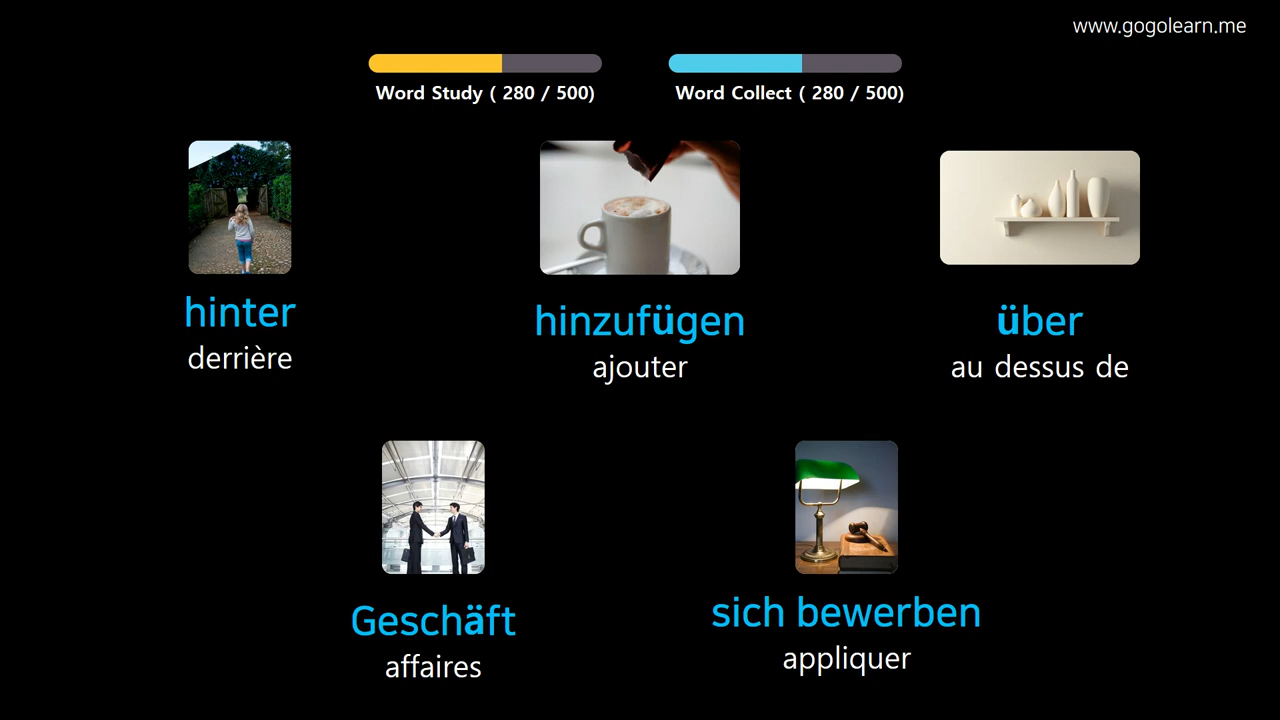 www.gogolearn.me
Word Study ( 280 / 500)
Word Collect ( 280 / 500)
hinter
derrière
hinzufügen
ajouter
über
au dessus de
Geschäft
affaires
sich bewerben
appliquer